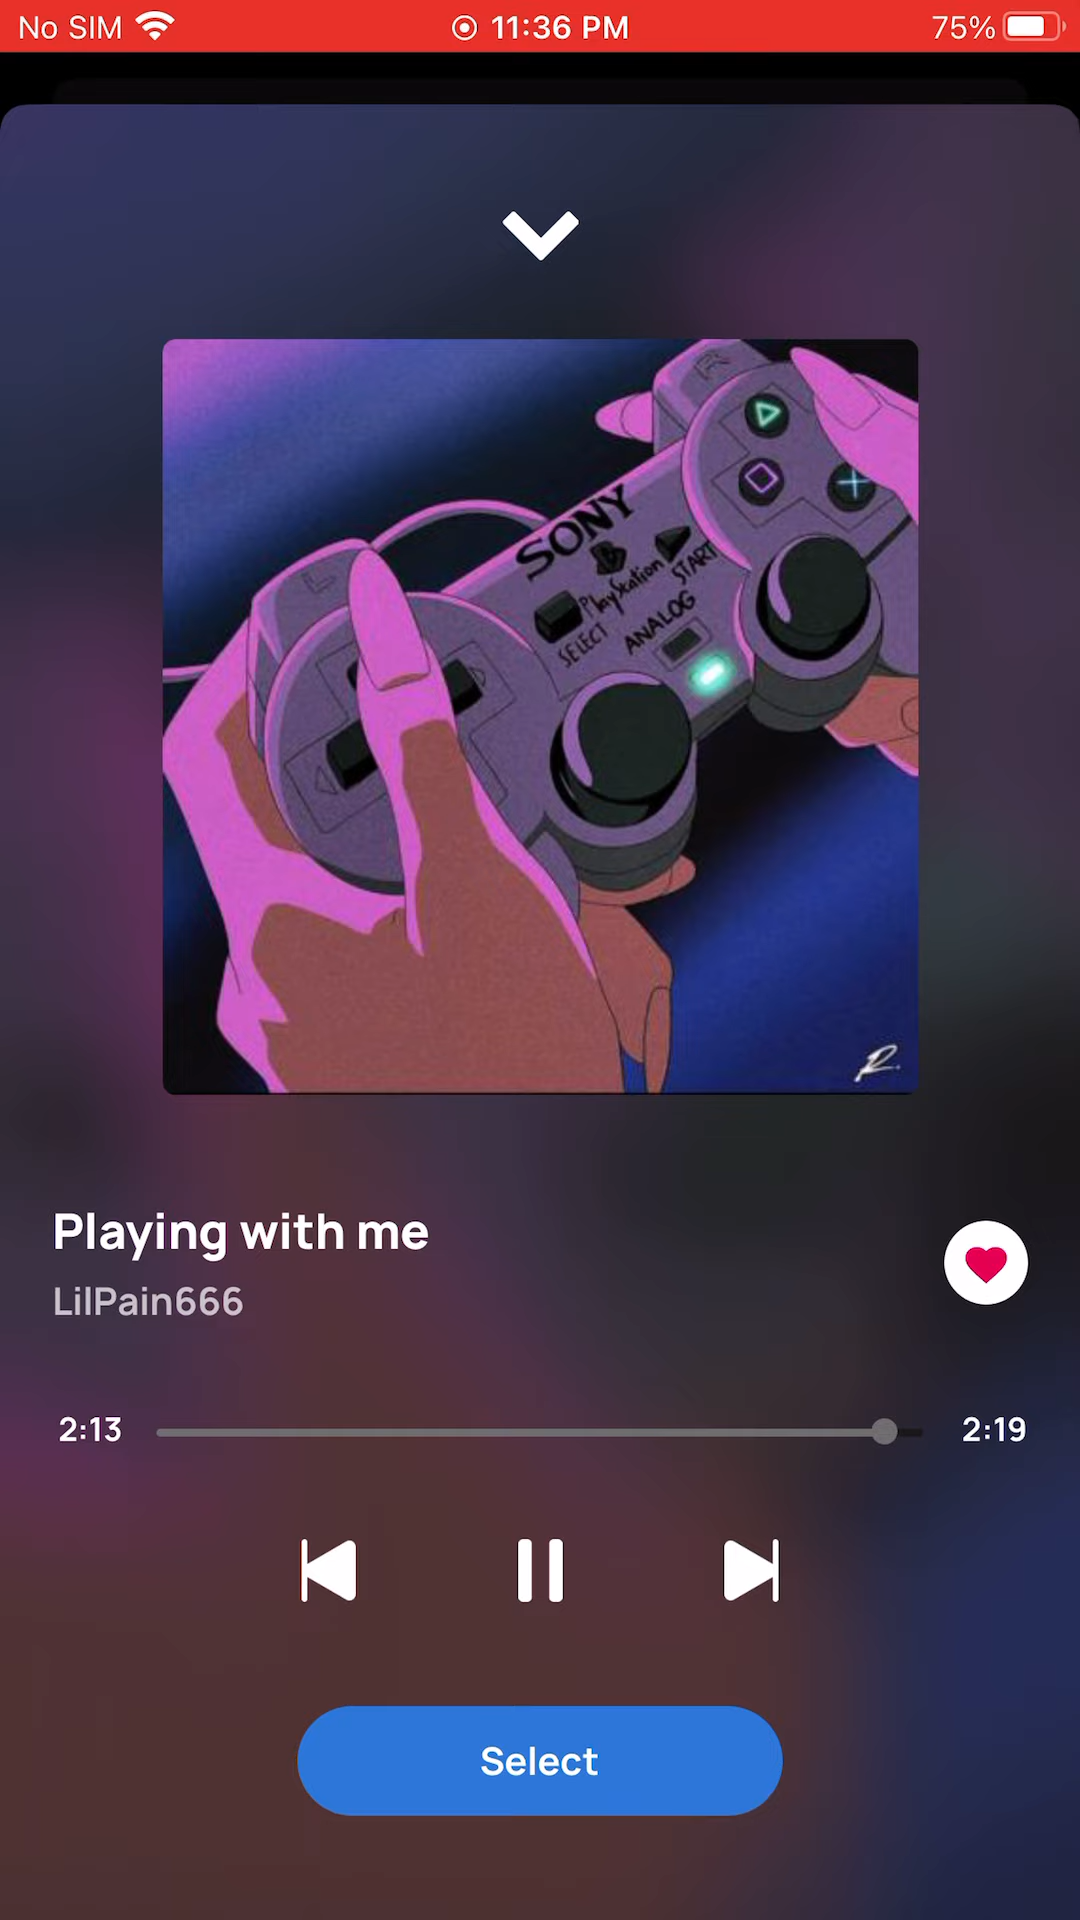 No SIM 11:36 PM 75%
R
SONY
PlayStation START
SELECT ANALOG
L
R.
Playing with me
LilPain666
2:13 2:19
Select